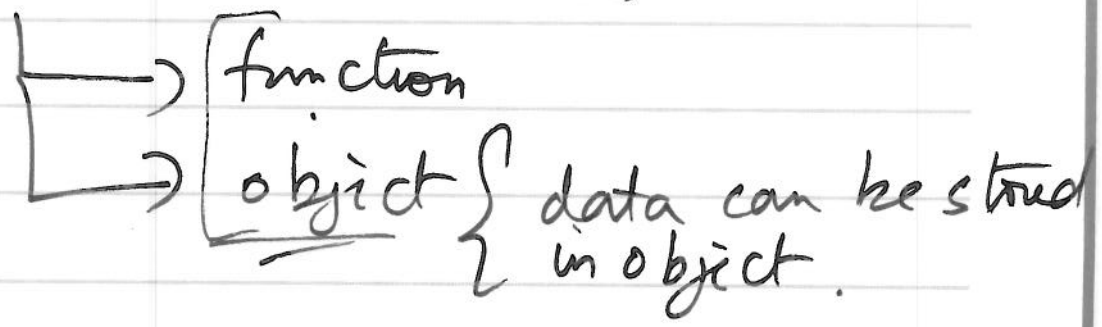 function
object { data can be stored
in object.